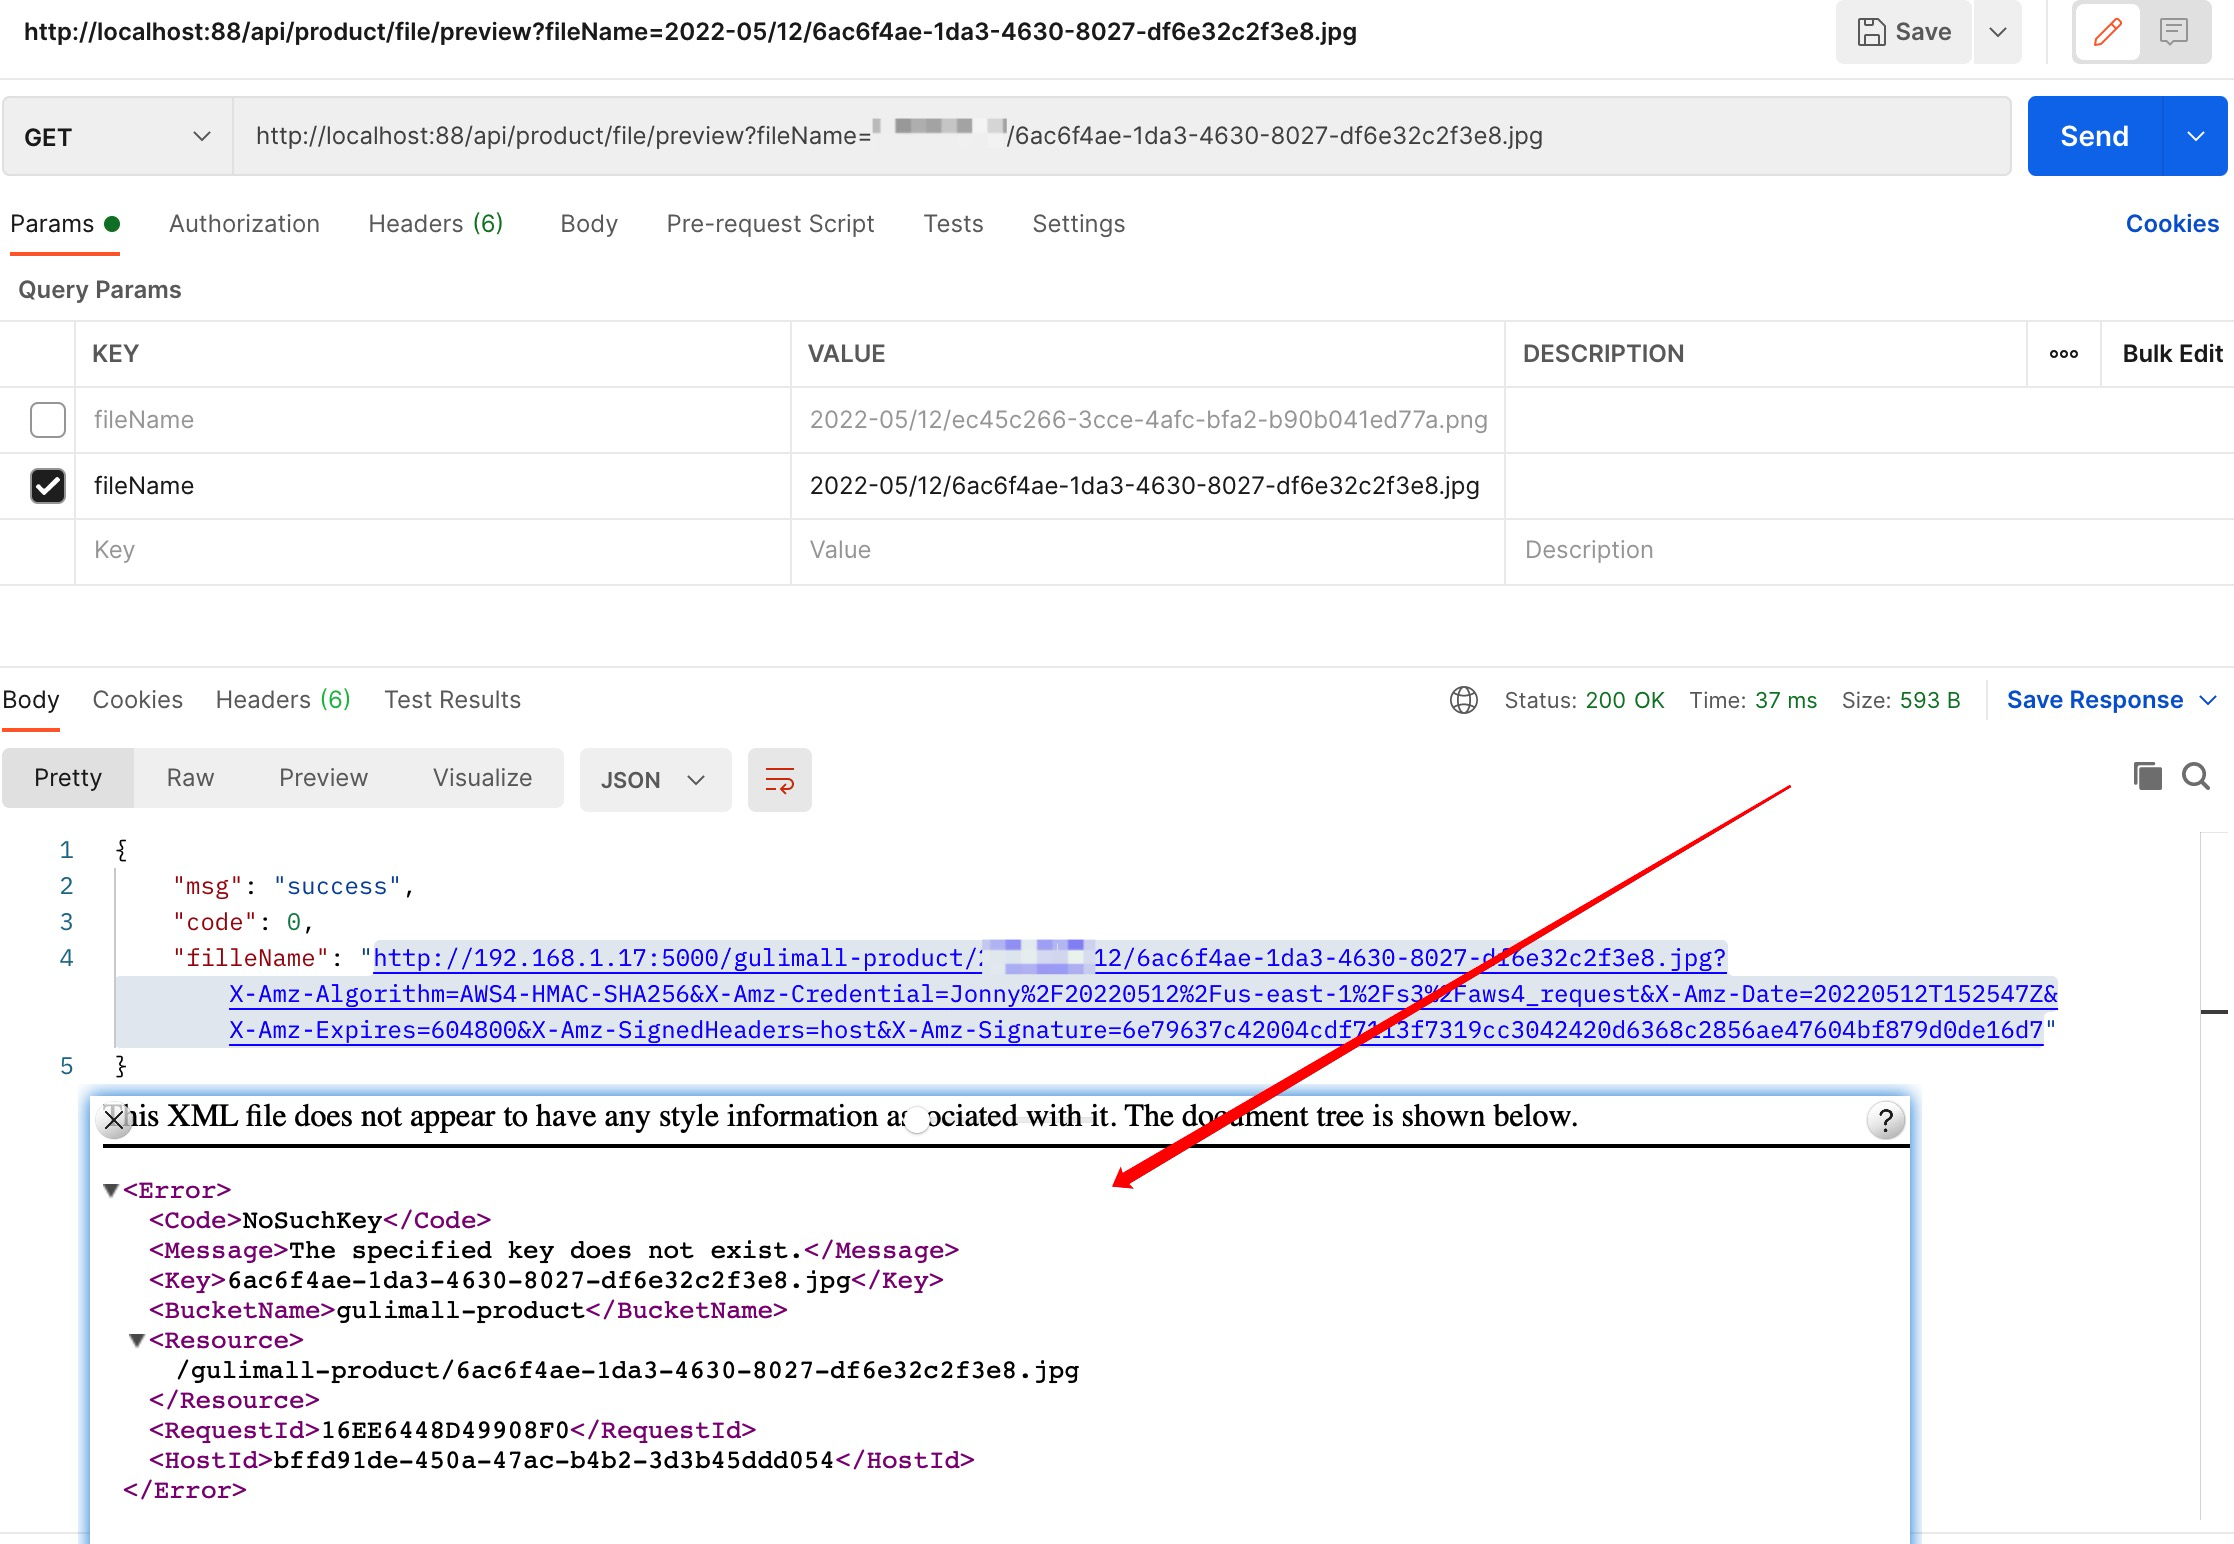 http://localhost:88/api/product/file/preview?fileName=2022-05/12/6ac6f4ae-1da3-4630-8027-df6e32c2f3e8.jpg
Save
GET
http://localhost:88/api/product/file/preview?fileName= /6ac6f4ae-1da3-4630-8027-df6e32c2f3e8.jpg
Send
Params Authorization Headers (6) Body Pre-request Script Tests Settings Cookies
Query Params
KEY VALUE DESCRIPTION ooo Bulk Edit
fileName 2022-05/12/ec45c266-3cce-4afc-bfa2-b90b041ed77a.png
fileName 2022-05/12/6ac6f4ae-1da3-4630-8027-df6e32c2f3e8.jpg
Key Value Description
Body Cookies Headers (6) Test Results Status: 200 OK Time: 37 ms Size: 593 B Save Response
Pretty Raw Preview Visualize JSON
1 {
2 "msg": "success",
3 "code": 0,
4 "filleName": "http://192.168.1.17:5000/gulimall-product/ 12/6ac6f4ae-1da3-4630-8027-df6e32c2f3e8.jpg?
X-Amz-Algorithm=AWS4-HMAC-SHA256&X-Amz-Credential=Jonny%2F20220512%2Fus-east-1%2Fs3%2Faws4_request&X-Amz-Date=20220512T152547Z&
X-Amz-Expires=604800&X-Amz-SignedHeaders=host&X-Amz-Signature=6e79637c42004cdf7113f7319cc3042420d6368c2856ae47604bf879d0de16d7"
5 }
This XML file does not appear to have any style information associated with it. The document tree is shown below.
?
<Error>
<Code>NoSuchKey</Code>
<Message>The specified key does not exist.</Message>
<Key>6ac6f4ae-1da3-4630-8027-df6e32c2f3e8.jpg</Key>
<BucketName>gulimall-product</BucketName>
<Resource>
/gulimall-product/6ac6f4ae-1da3-4630-8027-df6e32c2f3e8.jpg
</Resource>
<RequestId>16EE6448D49908F0</RequestId>
<HostId>bffd91de-450a-47ac-b4b2-3d3b45ddd054</HostId>
</Error>